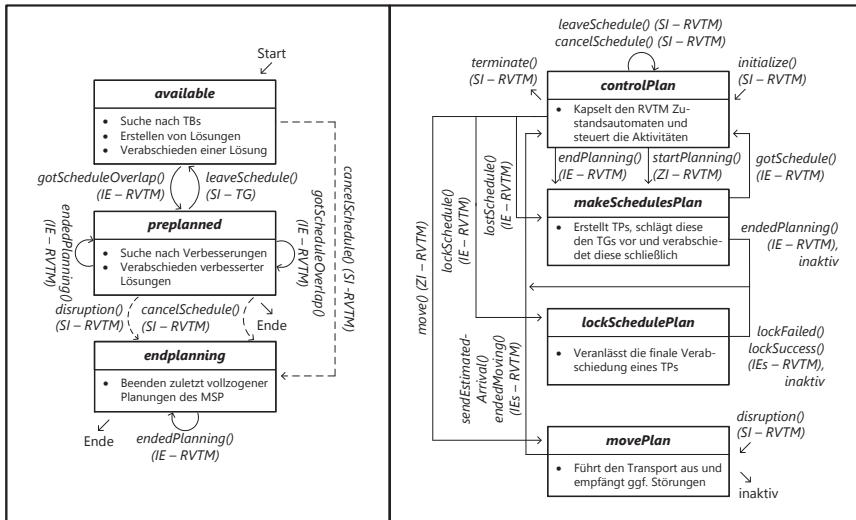 Start
available
• Suche nach TBs
• Erstellen von Lösungen
• Verabschieden einer Lösung
gotScheduleOverlap()
(IE – RVTM)
leaveSchedule()
(SI – TG)
cancelSchedule() (SI -RVTM)
preplanned
• Suche nach Verbesserungen
• Verabschieden verbesserter
Lösungen
endedPlanning()
(IE – RVTM)
gotScheduleOverlap()
(IE – RVTM)
disruption()
(SI – RVTM)
cancelSchedule()
(SI – RVTM)
Ende
endplanning
• Beenden zuletzt vollzogener
Planungen des MSP
Ende
endedPlanning()
(IE – RVTM)
leaveSchedule() (SI – RVTM)
cancelSchedule() (SI – RVTM)
terminate()
(SI – RVTM)
initialize()
(SI – RVTM)
controlPlan
• Kapselt den RVTM Zu-
standsautomaten und
steuert die Aktivitäten
endPlanning()
(IE – RVTM)
startPlanning()
(ZI – RVTM)
gotSchedule()
(IE – RVTM)
move() (ZI – RVTM)
lockSchedule()
(IE – RVTM)
lostSchedule()
(IE – RVTM)
makeSchedulesPlan
• Erstellt TPs, schlägt diese
den TGs vor und verabschie-
det diese schließlich
endedPlanning()
(IE – RVTM),
inaktiv
lockSchedulePlan
• Veranlässt die finale Verab-
schiedung eines TPs
lockFailed()
lockSuccess()
(IEs – RVTM),
inaktiv
sendEstimated-
Arrival()
endedMoving()
(IEs – RVTM)
disruption()
(SI – RVTM)
movePlan
• Führt den Transport aus und
empfängt ggf. Störungen
inaktiv